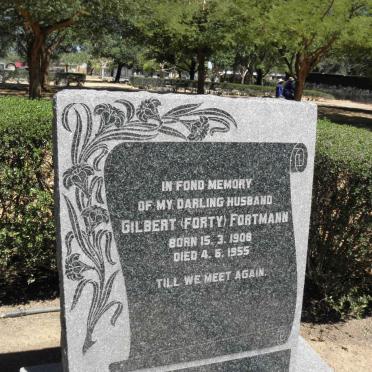 IN FOND MEMORY
OF MY DARLING HUSBAND
GILBERT (FORTY) FORTMANN
BORN 15. 3. 1908
DIED 4. 6. 1955
TILL WE MEET AGAIN.